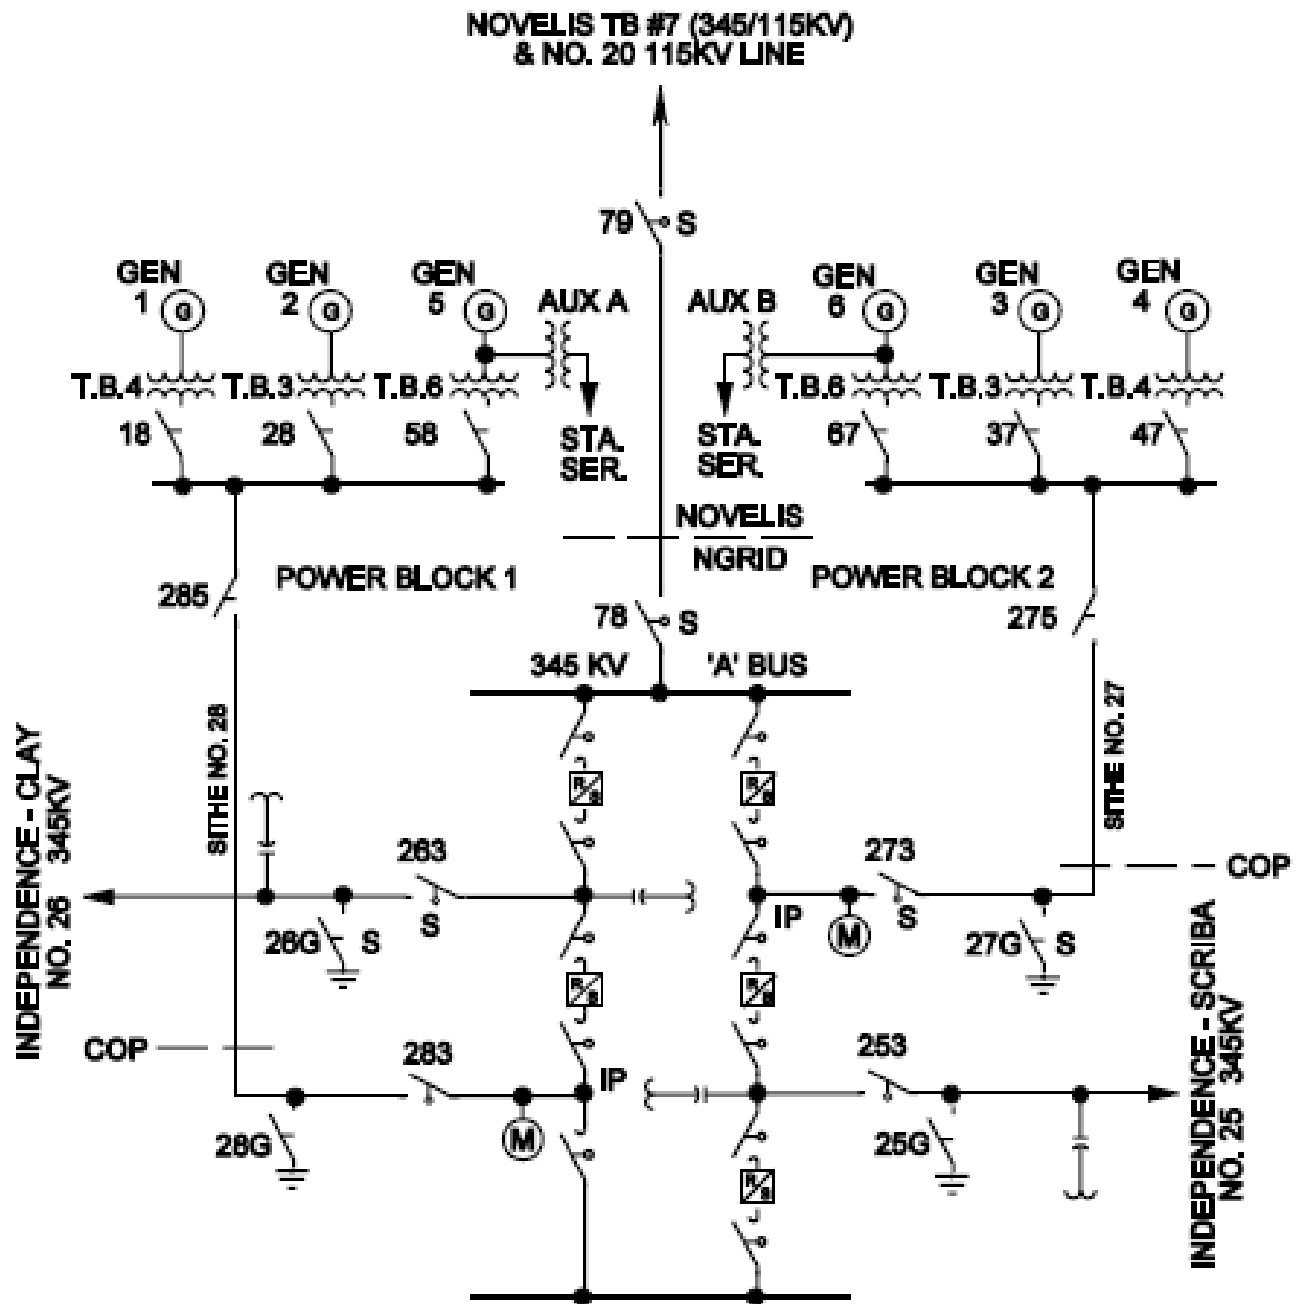 NOVELIS TB #7 (345/115KV)
& NO. 20 115KV LINE
79
S
GEN
1
G
GEN
2
G
GEN
5
G
AUX A
AUX B
GEN
6
G
GEN
3
G
GEN
4
G
T.B.4
T.B.3
T.B.6
T.B.6
T.B.3
T.B.4
18
28
58
STA.
SER.
STA.
SER.
67
37
47
NOVELIS
NGRID
POWER BLOCK 1
POWER BLOCK 2
285
78
S
275
345 KV
'A' BUS
SITHE NO. 28
SITHE NO. 27
INDEPENDENCE - CLAY
NO. 26 345KV
R/B
R/B
263
S
273
S
COP
IP
M
26G
S
27G
S
R/B
R/B
INDEPENDENCE - SCRIBA
NO. 25 345KV
COP
283
IP
253
M
28G
25G
R/B